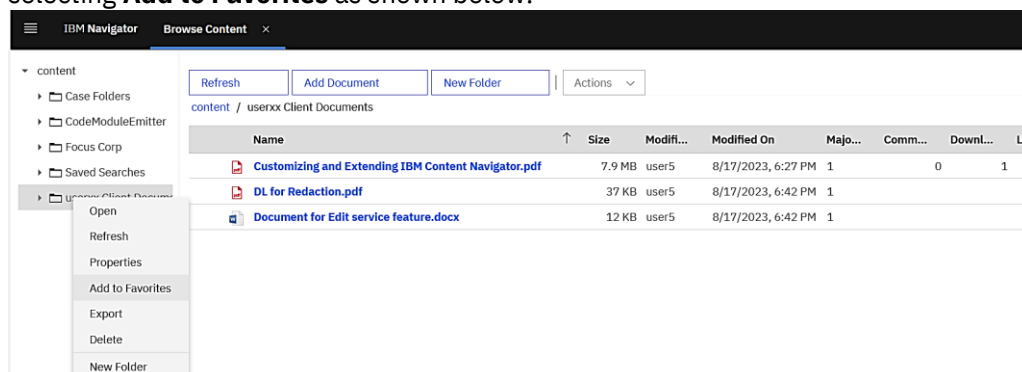 selecting Add to Favorites as shown below.
IBM Navigator Browse Content ×
content
Case Folders
CodeModuleEmitter
Focus Corp
Saved Searches
userxx Client Docum
Open
Refresh
Properties
Add to Favorites
Export
Delete
New Folder
Refresh Add Document New Folder | Actions
content / userxx Client Documents
Name ↑ Size Modifi... Modified On Majo... Comm... Downl... L
Customizing and Extending IBM Content Navigator.pdf 7.9 MB user5 8/17/2023, 6:27 PM 1 0 1
DL for Redaction.pdf 37 KB user5 8/17/2023, 6:42 PM 1
Document for Edit service feature.docx 12 KB user5 8/17/2023, 6:42 PM 1